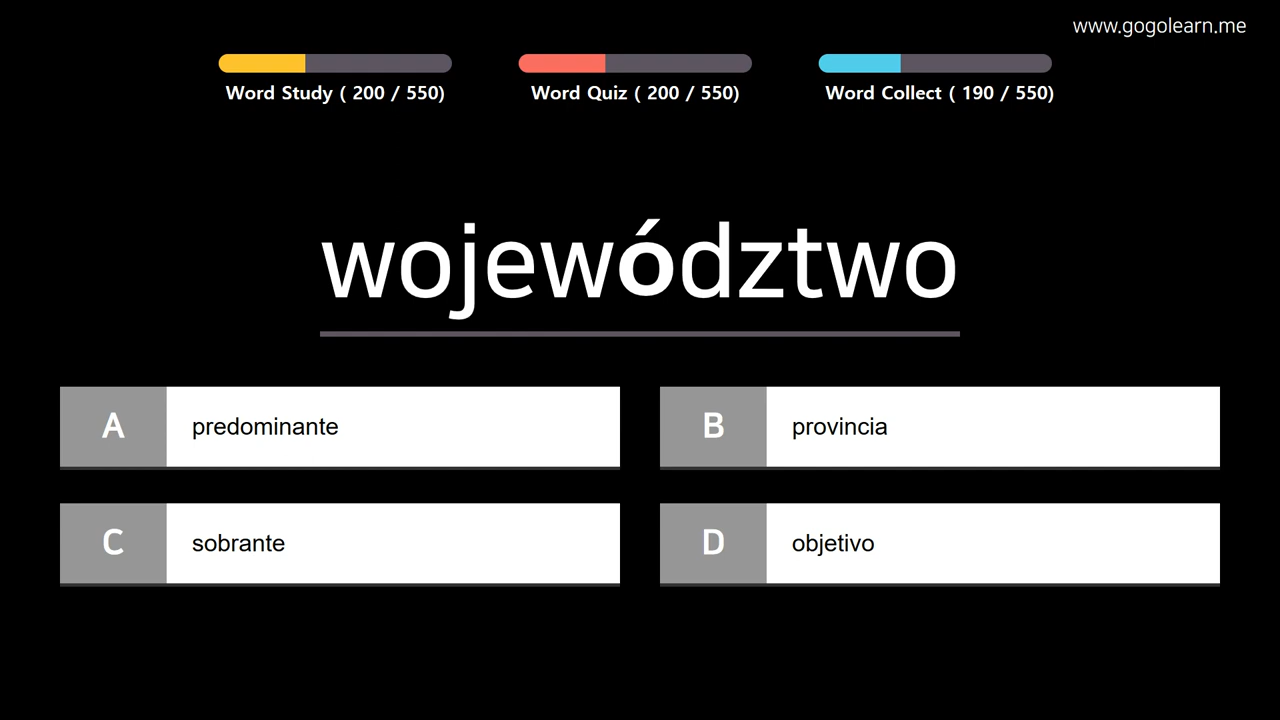 www.gogolearn.me
Word Study ( 200 / 550)
Word Quiz ( 200 / 550)
Word Collect ( 190 / 550)
województwo
A predominante
B provincia
C sobrante
D objetivo